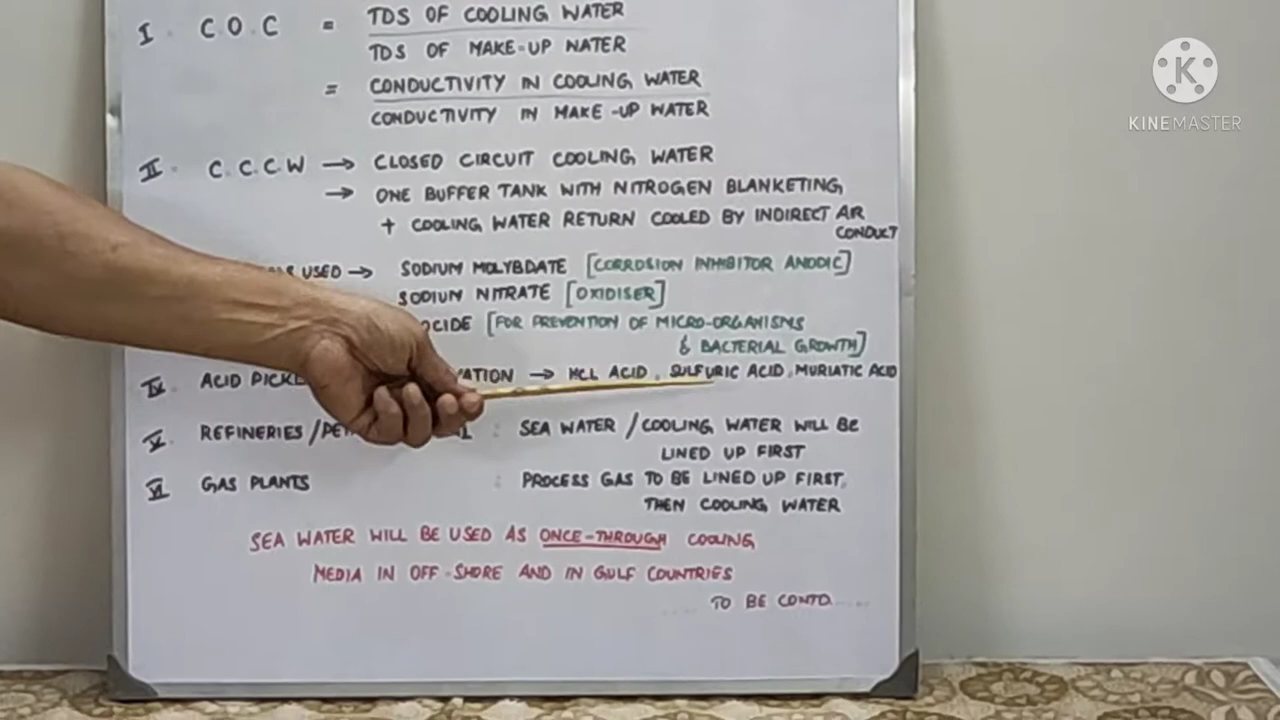 I. C O C = TDS OF COOLING WATER
TDS OF MAKE-UP WATER
= CONDUCTIVITY IN COOLING WATER
CONDUCTIVITY IN MAKE-UP WATER
II. C.C.C.W → CLOSED CIRCUIT COOLING WATER
→ ONE BUFFER TANK WITH NITROGEN BLANKETING,
+ COOLING WATER RETURN COOLED BY INDIRECT AIR
CONDUCT
USED → SODIUM MOLYBDATE [CORROSION INHIBITOR ANODIC]
SODIUM NITRATE [OXIDISER]
OCIDE [FOR PREVENTION OF MICRO-ORGANISMS
& BACTERIAL GROWTH]
IV. ACID PICKL VATION → HCL ACID, SULFURIC ACID, MURIATIC ACID
V. REFINERIES/PET : SEA WATER / COOLING WATER WILL BE
LINED UP FIRST
VI. GAS PLANTS : PROCESS GAS TO BE LINED UP FIRST,
THEN COOLING WATER
SEA WATER WILL BE USED AS ONCE-THROUGH COOLING
MEDIA IN OFF-SHORE AND IN GULF COUNTRIES
TO BE CONTD.....
KINEMASTER